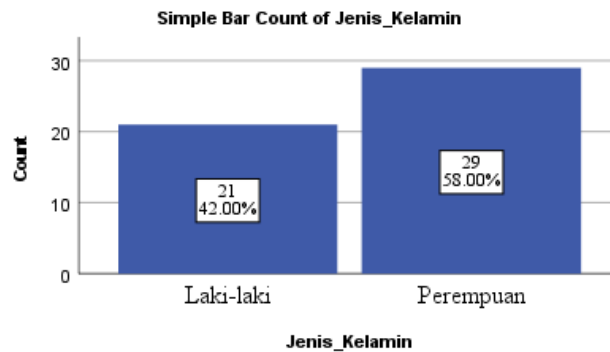 Simple Bar Count of Jenis_Kelamin
30
20
10
0
Count
21
42.00%
29
58.00%
Laki-laki
Perempuan
Jenis_Kelamin